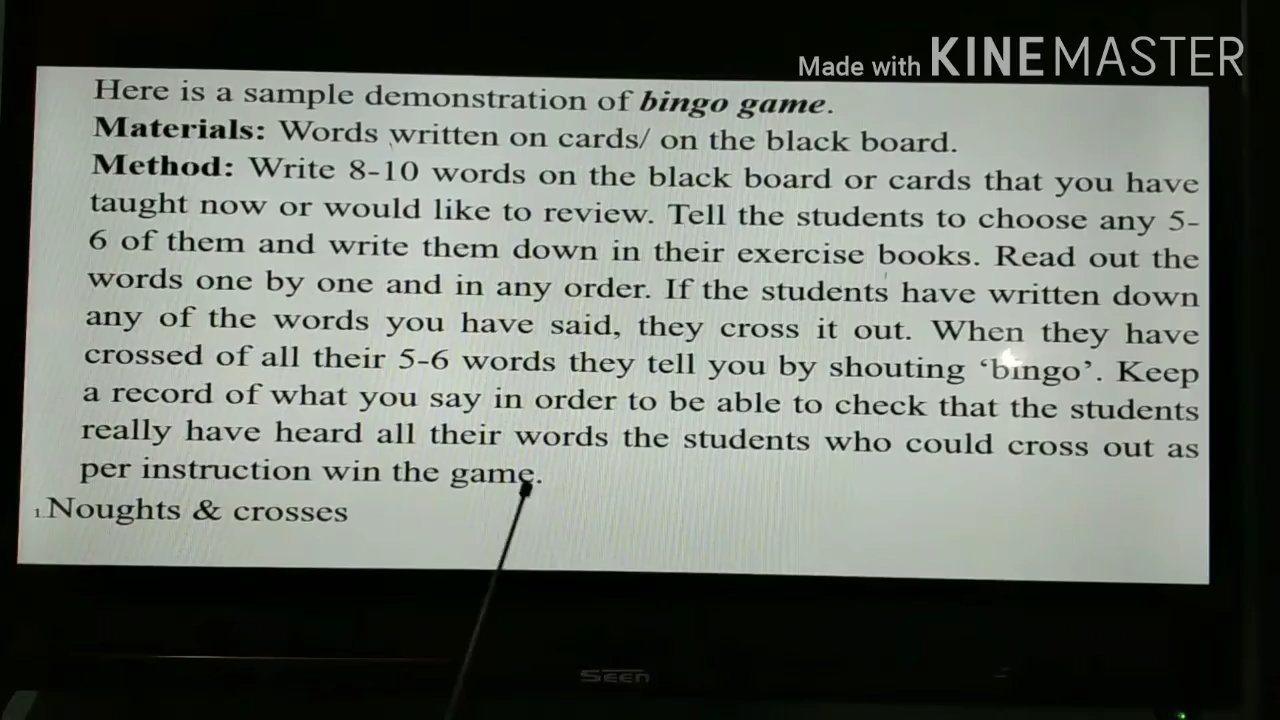 Made with KINEMASTER
Here is a sample demonstration of bingo game.
Materials: Words written on cards/ on the black board.
Method: Write 8-10 words on the black board or cards that you have
taught now or would like to review. Tell the students to choose any 5-
6 of them and write them down in their exercise books. Read out the
words one by one and in any order. If the students have written down
any of the words you have said, they cross it out. When they have
crossed of all their 5-6 words they tell you by shouting ‘bingo’. Keep
a record of what you say in order to be able to check that the students
really have heard all their words the students who could cross out as
per instruction win the game.
1.Noughts & crosses
SEEN